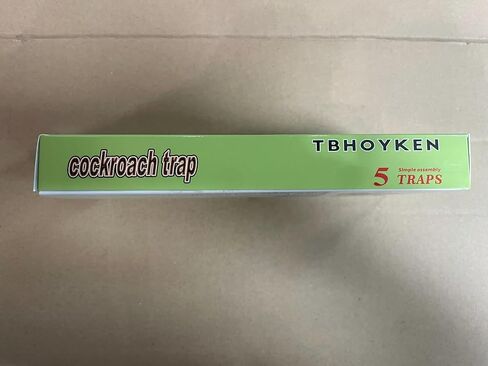 cockroach trap
TBHOYKEN
Simple assembly
5 TRAPS